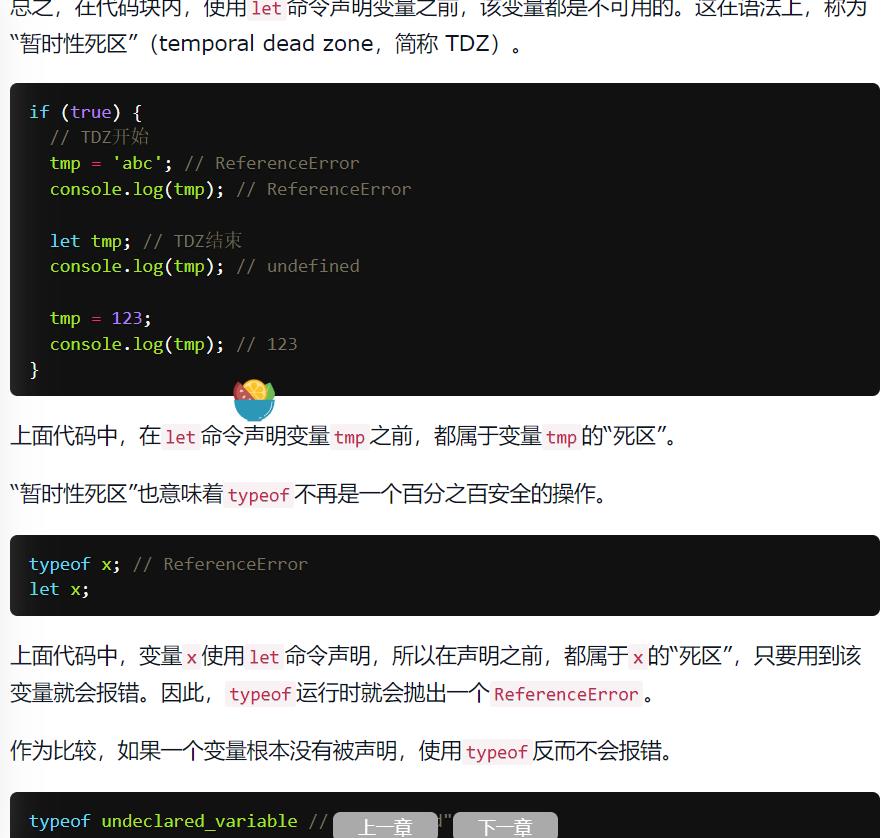 总之，在代码块内，使用let命令声明变量之前，该变量都是不可用的。这在语法上，称为
“暂时性死区”（temporal dead zone，简称 TDZ）。
if (true) {
  // TDZ开始
  tmp = 'abc'; // ReferenceError
  console.log(tmp); // ReferenceError
  let tmp; // TDZ结束
  console.log(tmp); // undefined
  tmp = 123;
  console.log(tmp); // 123
}
上面代码中，在let命令声明变量tmp之前，都属于变量tmp的“死区”。
“暂时性死区”也意味着typeof不再是一个百分之百安全的操作。
typeof x; // ReferenceError
let x;
上面代码中，变量x使用let命令声明，所以在声明之前，都属于x的“死区”，只要用到该
变量就会报错。因此，typeof运行时就会抛出一个ReferenceError。
作为比较，如果一个变量根本没有被声明，使用typeof反而不会报错。
typeof undeclared_variable //
上一章 下一章